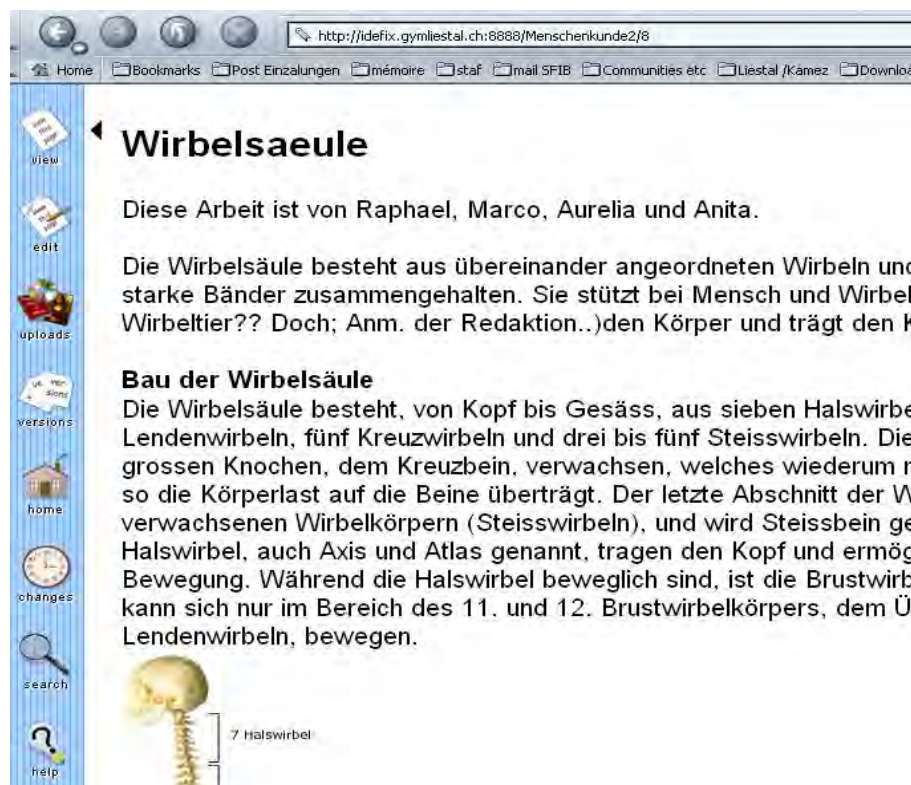 http://idefix.gymliestal.ch:8888/Menschenkunde2/8
Home Bookmarks Post Einzalungen mémoire staf mail SFIB Communities etc Liestal /Kamez Downloa
view
edit
uploads
versions
home
changes
search
help
Wirbelsaeule
Diese Arbeit ist von Raphael, Marco, Aurelia und Anita.
Die Wirbelsäule besteht aus übereinander angeordneten Wirbeln und
starke Bänder zusammengehalten. Sie stützt bei Mensch und Wirbel
Wirbeltier?? Doch; Anm. der Redaktion..)den Körper und trägt den K
Bau der Wirbelsäule
Die Wirbelsäule besteht, von Kopf bis Gesäss, aus sieben Halswirbe
Lendenwirbeln, fünf Kreuzwirbeln und drei bis fünf Steisswirbeln. Die
grossen Knochen, dem Kreuzbein, verwachsen, welches wiederum m
so die Körperlast auf die Beine überträgt. Der letzte Abschnitt der W
verwachsenen Wirbelkörpern (Steisswirbeln), und wird Steissbein ge
Halswirbel, auch Axis und Atlas genannt, tragen den Kopf und ermög
Bewegung. Während die Halswirbel beweglich sind, ist die Brustwirb
kann sich nur im Bereich des 11. und 12. Brustwirbelkörpers, dem Ü
Lendenwirbeln, bewegen.
7 Halswirbel